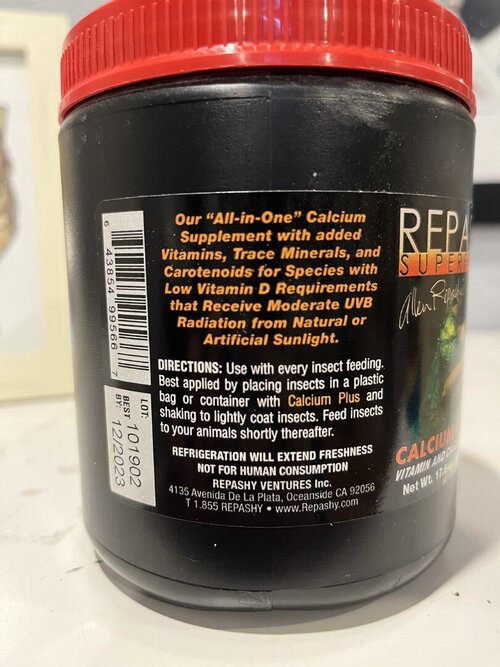 Our "All-in-One" Calcium
Supplement with added
Vitamins, Trace Minerals, and
Carotenoids for Species with
Low Vitamin D Requirements
that Receive Moderate UVB
Radiation from Natural or
Artificial Sunlight.
DIRECTIONS: Use with every insect feeding.
Best applied by placing insects in a plastic
bag or container with Calcium Plus and
shaking to lightly coat insects. Feed insects
to your animals shortly thereafter.
REFRIGERATION WILL EXTEND FRESHNESS
NOT FOR HUMAN CONSUMPTION
REPASHY VENTURES Inc.
4135 Avenida De La Plata, Oceanside CA 92056
T 1.855 REPASHY • www.Repashy.com
6 43854 99566 7
LOT: 101902
BEST BY: 12/2023
REPA
SUPER
Allen
CALCIUM
VITAMIN AND
Net Wt. 17.